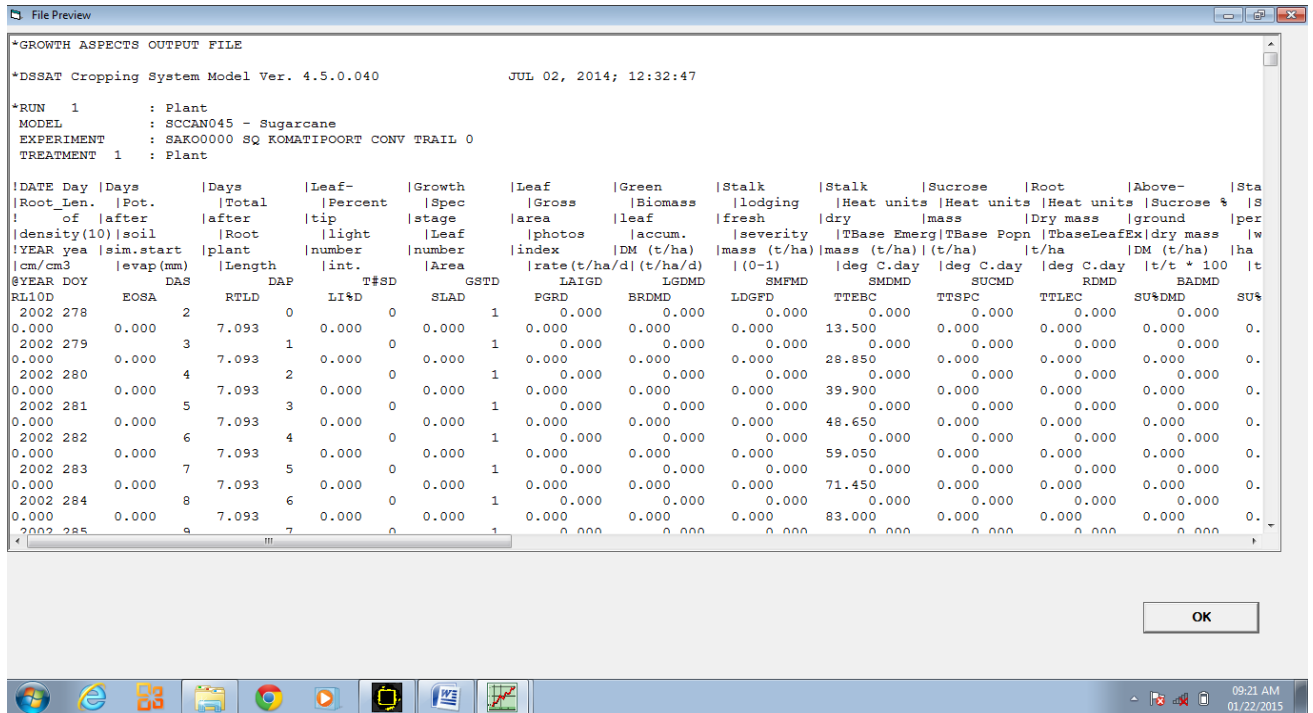 File Preview
*GROWTH ASPECTS OUTPUT FILE
*DSSAT Cropping System Model Ver. 4.5.0.040                JUL 02, 2014; 12:32:47
*RUN   1        : Plant
 MODEL          : SCCAN045 - Sugarcane
 EXPERIMENT     : SAKO0000 SQ KOMATIPOORT CONV TRAIL 0
 TREATMENT  1   : Plant
!DATE Day |Days |Days |Leaf- |Growth |Leaf |Green |Stalk |Stalk |Sucrose |Root |Above- |Sta
|Root_Len. |Pot. |Total |Percent |Spec |Gross |Biomass |lodging |Heat units |Heat units |Heat units |Sucrose % |S
! of |after |after |tip |stage |area |leaf |fresh |dry |mass |Dry mass |ground |per
|density(10)|soil |Root |light |Leaf |photos |accum. |severity |TBase Emerg|TBase Popn |TbaseLeafEx|dry mass |w
!YEAR yea |sim.start |plant |number |number |index |DM (t/ha) |mass (t/ha)|mass (t/ha)|(t/ha) |t/ha |DM (t/ha) |ha
|cm/cm3 |evap(mm) |Length |int. |Area |rate(t/ha/d|(t/ha/d) |(0-1) |deg C.day |deg C.day |deg C.day |t/t * 100 |t
@YEAR DOY DAS DAP T#SD GSTD LAIGD LGDMD SMFMD SMDMD SUCMD RDMD BADMD
RL10D EOSA RTLD LI%D SLAD PGRD BRDMD LDGFD TTEBC TTSPC TTLEC SU%DMD SU%
2002 278 2 0 0 1 0.000 0.000 0.000 0.000 0.000 0.000 0.000
0.000 0.000 7.093 0.000 0.000 0.000 0.000 0.000 13.500 0.000 0.000 0.000 0.
2002 279 3 1 0 1 0.000 0.000 0.000 0.000 0.000 0.000 0.000
0.000 0.000 7.093 0.000 0.000 0.000 0.000 0.000 28.850 0.000 0.000 0.000 0.
2002 280 4 2 0 1 0.000 0.000 0.000 0.000 0.000 0.000 0.000
0.000 0.000 7.093 0.000 0.000 0.000 0.000 0.000 39.900 0.000 0.000 0.000 0.
2002 281 5 3 0 1 0.000 0.000 0.000 0.000 0.000 0.000 0.000
0.000 0.000 7.093 0.000 0.000 0.000 0.000 0.000 48.650 0.000 0.000 0.000 0.
2002 282 6 4 0 1 0.000 0.000 0.000 0.000 0.000 0.000 0.000
0.000 0.000 7.093 0.000 0.000 0.000 0.000 0.000 59.050 0.000 0.000 0.000 0.
2002 283 7 5 0 1 0.000 0.000 0.000 0.000 0.000 0.000 0.000
0.000 0.000 7.093 0.000 0.000 0.000 0.000 0.000 71.450 0.000 0.000 0.000 0.
2002 284 8 6 0 1 0.000 0.000 0.000 0.000 0.000 0.000 0.000
0.000 0.000 7.093 0.000 0.000 0.000 0.000 0.000 83.000 0.000 0.000 0.000 0.
2002 285 9 7 0 1 0.000 0.000 0.000 0.000 0.000 0.000 0.000
OK
09:21 AM
01/22/2015